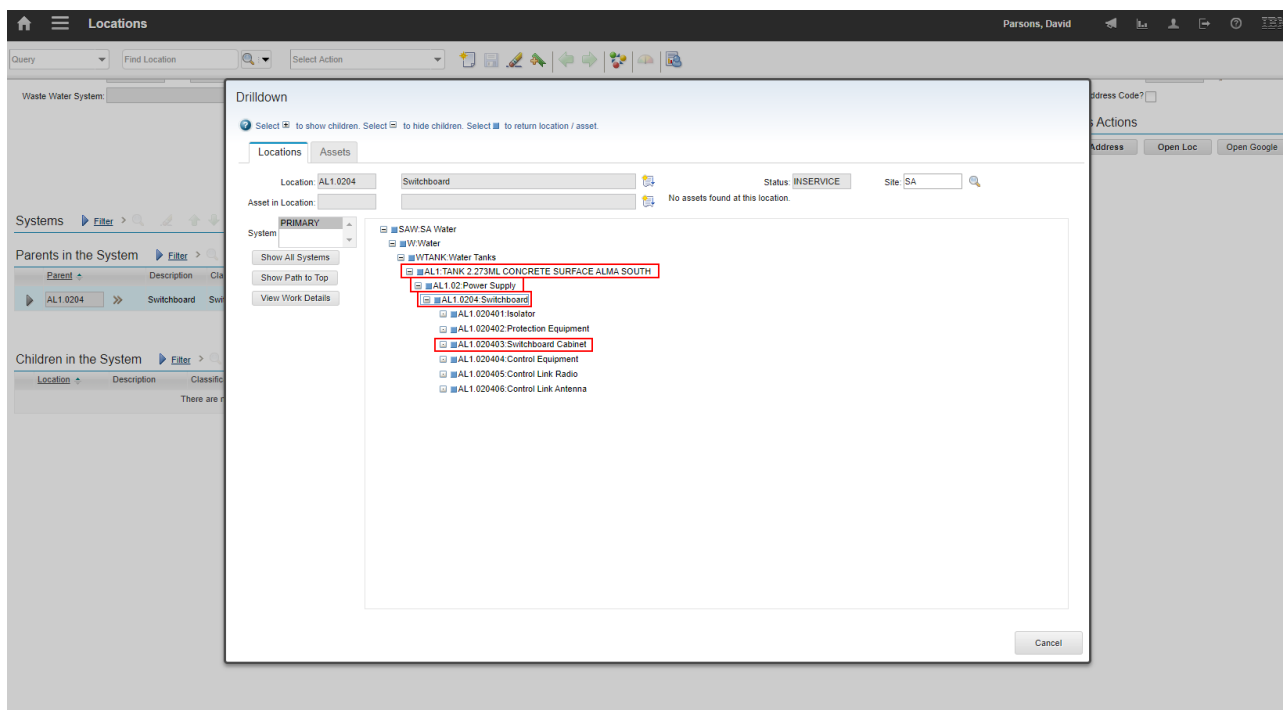 Locations
Parsons, David
Query
Find Location
Select Action
Waste Water System:
Address Code?
Actions
Address
Open Loc
Open Google
Systems
Filter
Parents in the System
Filter
Parent
Description
AL1.0204
Switchboard
Children in the System
Filter
Location
Description
Drilldown
Select to show children. Select to hide children. Select to return location / asset.
Locations
Assets
Location: AL1.0204 Switchboard
Status: INSERVICE
Site: SA
Asset in Location:
No assets found at this location.
System
PRIMARY
Show All Systems
Show Path to Top
View Work Details
SAW:SA Water
W:Water
WTANK:Water Tanks
AL1:TANK 2.273ML CONCRETE SURFACE ALMA SOUTH
AL1.02:Power Supply
AL1.0204:Switchboard
AL1.020401:Isolator
AL1.020402:Protection Equipment
AL1.020403:Switchboard Cabinet
AL1.020404:Control Equipment
AL1.020405:Control Link Radio
AL1.020406:Control Link Antenna
Cancel